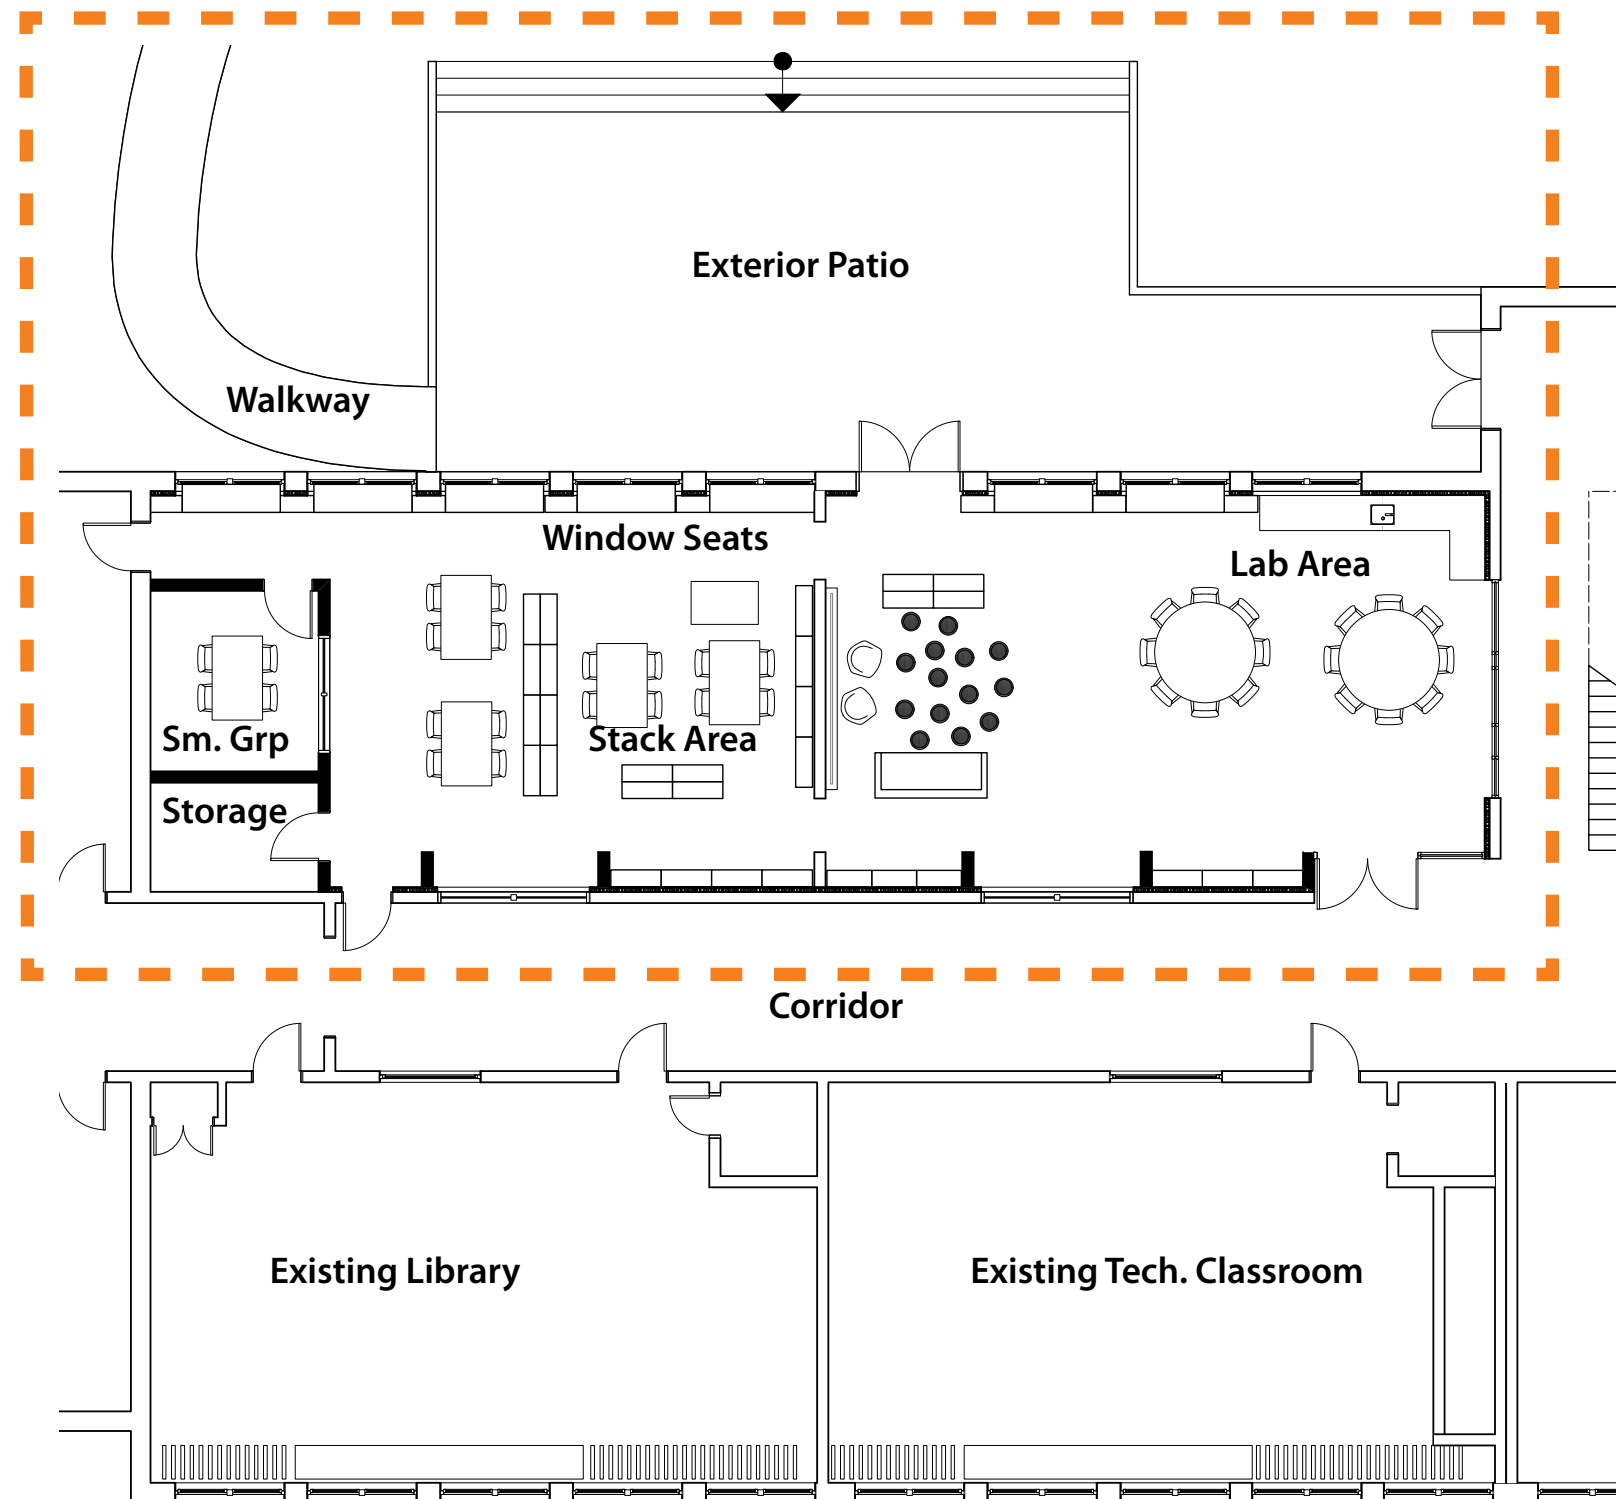 Exterior Patio
Walkway
Window Seats
Lab Area
Sm. Grp
Stack Area
Storage
Corridor
Existing Library
Existing Tech. Classroom